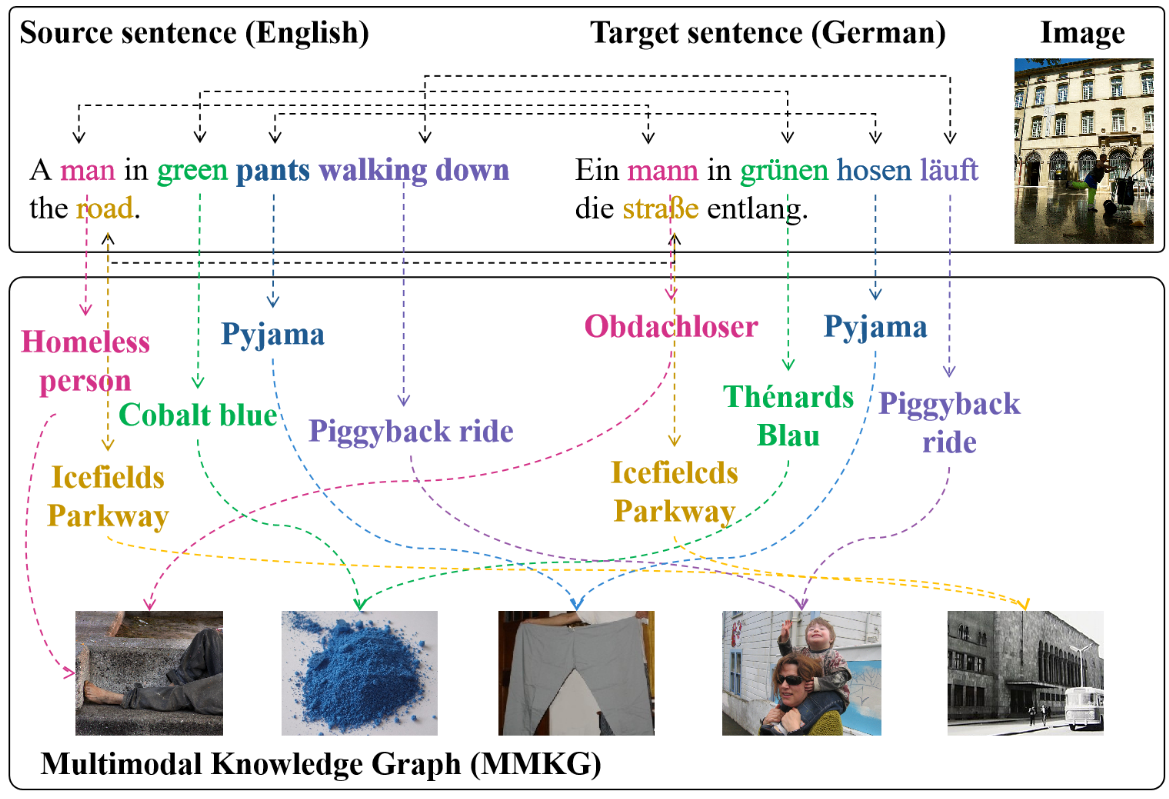 Source sentence (English)
Target sentence (German)
Image
A man in green pants walking down
the road.
Ein mann in grünen hosen läuft
die straße entlang.
Homeless
person
Pyjama
Obdachloser
Pyjama
Cobalt blue
Piggyback ride
Thénards
Blau
Piggyback
ride
Icefields
Parkway
Icefielcds
Parkway
Multimodal Knowledge Graph (MMKG)